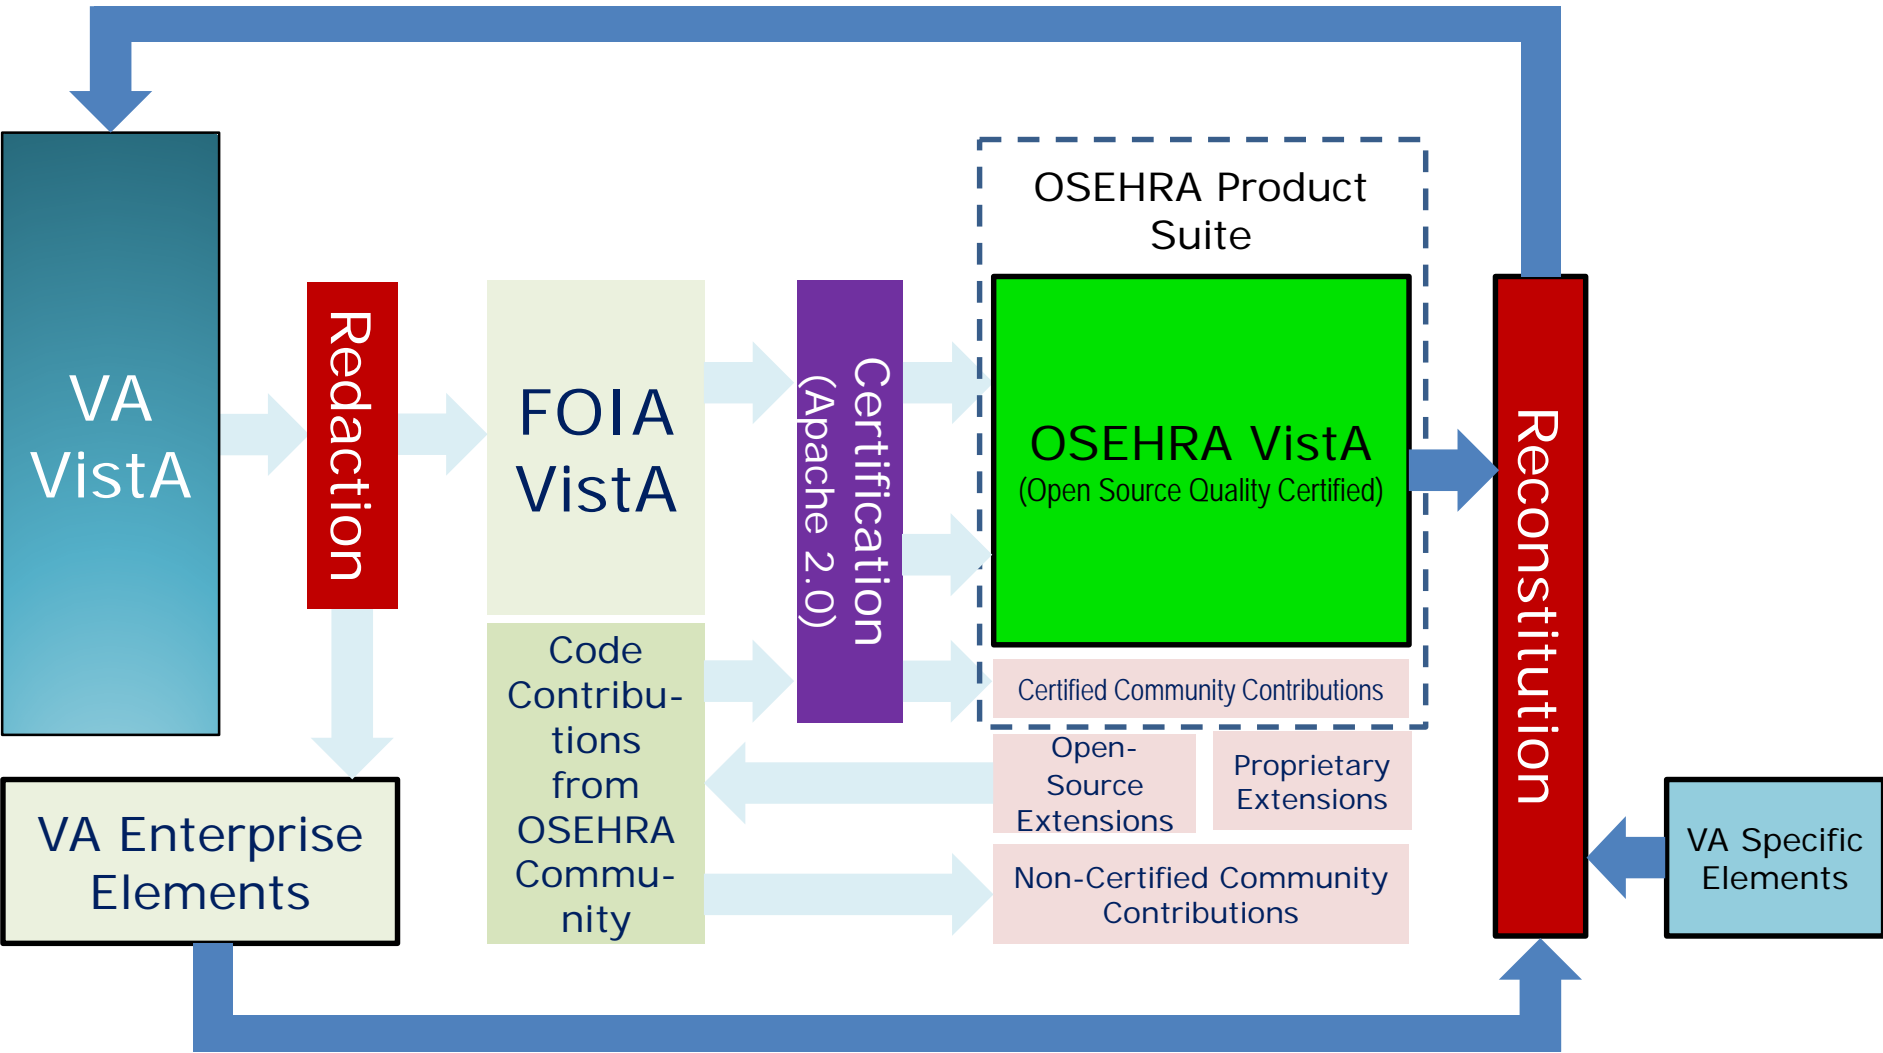 VA
VistA
Redaction
FOIA
VistA
Code
Contribu-
tions
from
OSEHRA
Commu-
nity
Certification
(Apache 2.0)
OSEHRA Product
Suite
OSEHRA VistA
(Open Source Quality Certified)
Certified Community Contributions
Open-
Source
Extensions
Proprietary
Extensions
Non-Certified Community
Contributions
Reconstitution
VA Enterprise
Elements
VA Specific
Elements